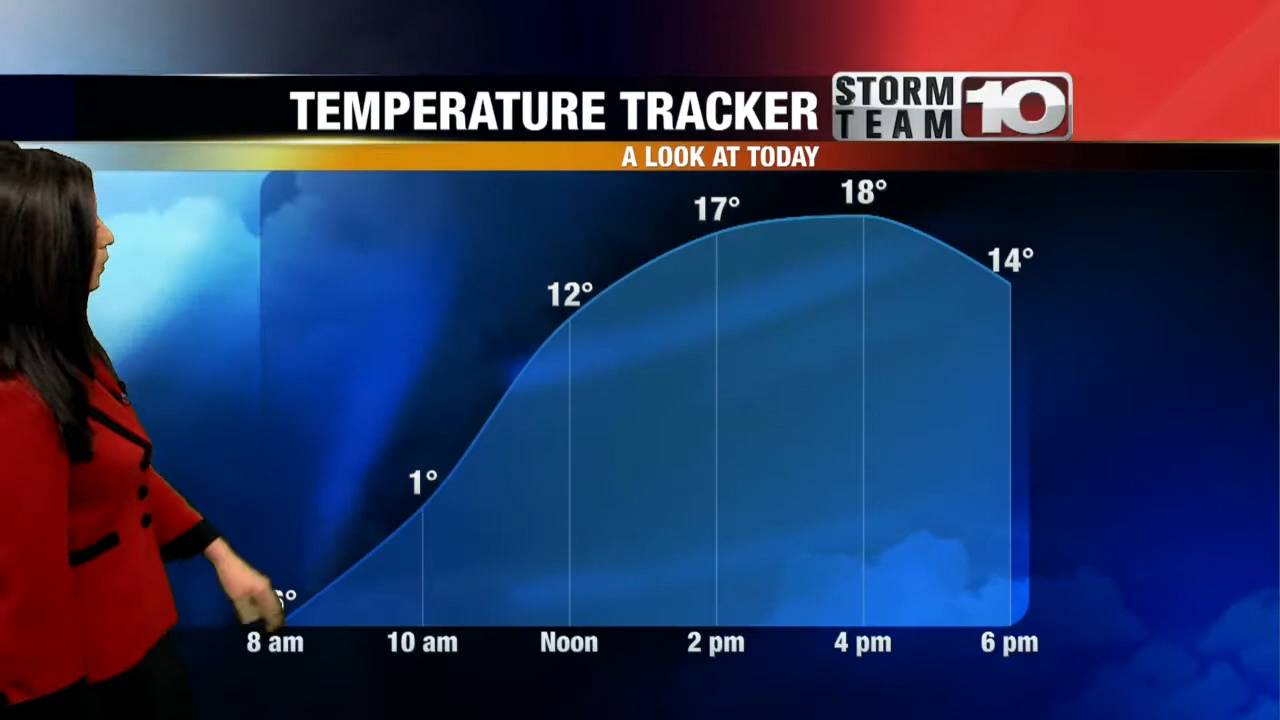 TEMPERATURE TRACKER
STORM TEAM 10
A LOOK AT TODAY
18°
17°
14°
12°
1°
8 am 10 am Noon 2 pm 4 pm 6 pm